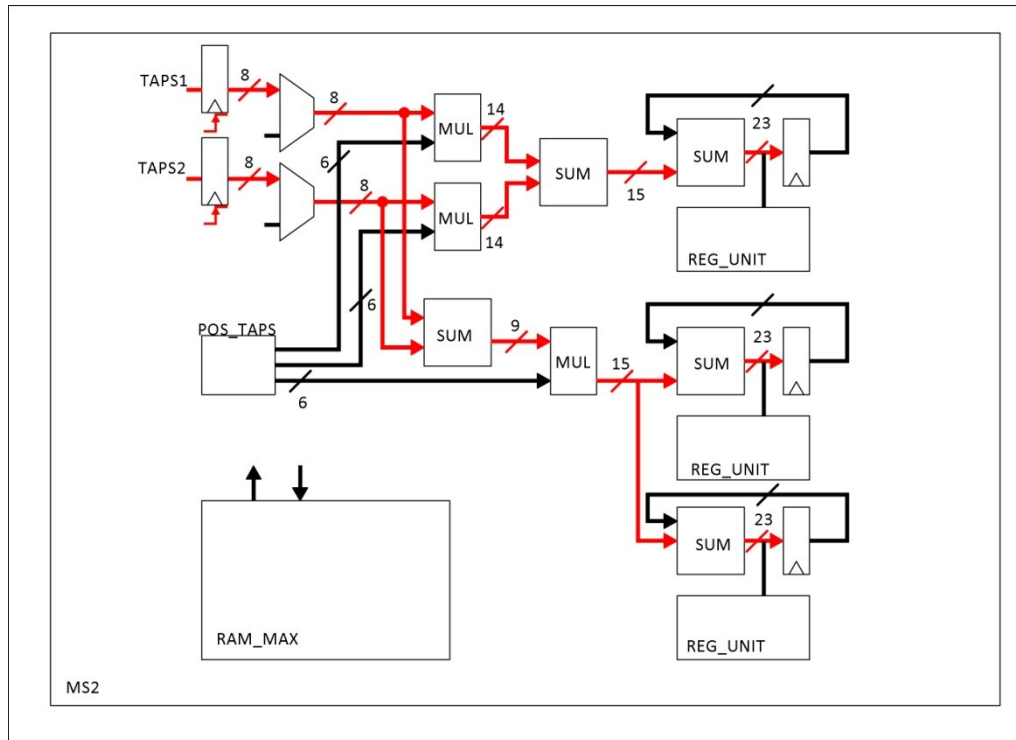 TAPS1
8
8
14
23
MUL
SUM
6
TAPS2
8
8
SUM
15
MUL
14
REG_UNIT
6
POS_TAPS
SUM
9
MUL
15
6
23
SUM
REG_UNIT
23
SUM
RAM_MAX
REG_UNIT
MS2